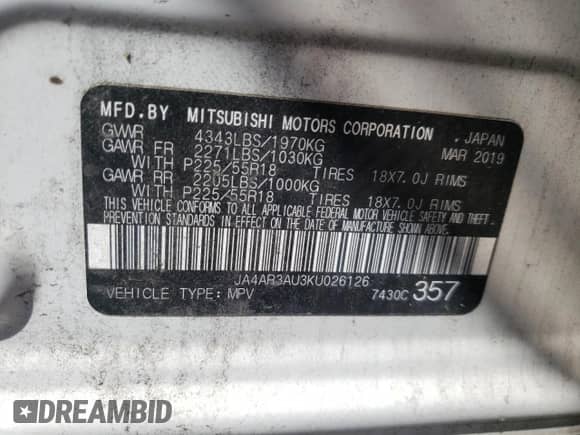 MFD.BY MITSUBISHI MOTORS CORPORATION , JAPAN
GVWR 4343LBS/1970KG MAR 2019
GAWR FR 2271LBS/1030KG
WITH P225/55R18 TIRES 18X7.0J RIMS
GAWR RR 2205LBS/1000KG
WITH P225/55R18 TIRES 18X7.0J RIMS
THIS VEHICLE CONFORMS TO ALL APPLICABLE FEDERAL MOTOR VEHICLE SAFETY AND THEFT
PREVENTION STANDARDS IN EFFECT ON THE DATE OF MANUFACTURE SHOWN ABOVE.
JA4AR3AU3KU026126
VEHICLE TYPE: MPV 7430C 357
DREAMBID